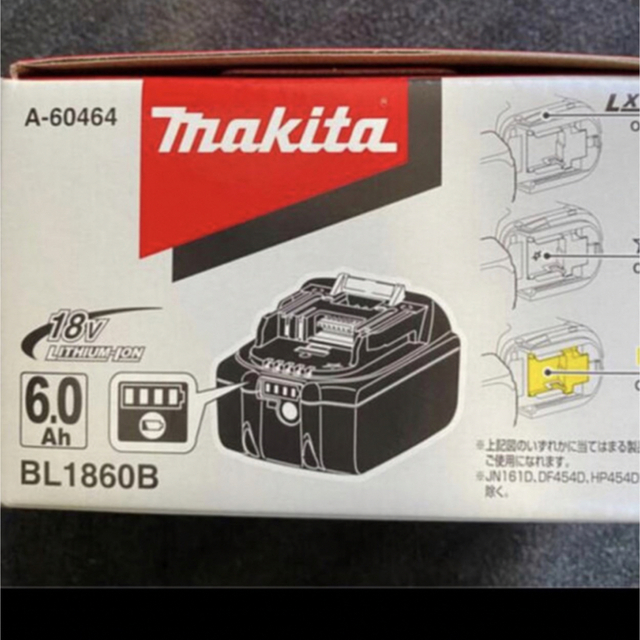 A-60464
makita
LX
18V
LITHIUM-ION
6.0
Ah
BL1860B
※上記図のいずれかに当てはまる製
ご使用になれます。
※JN161D、DF454D、HP454D
除く。